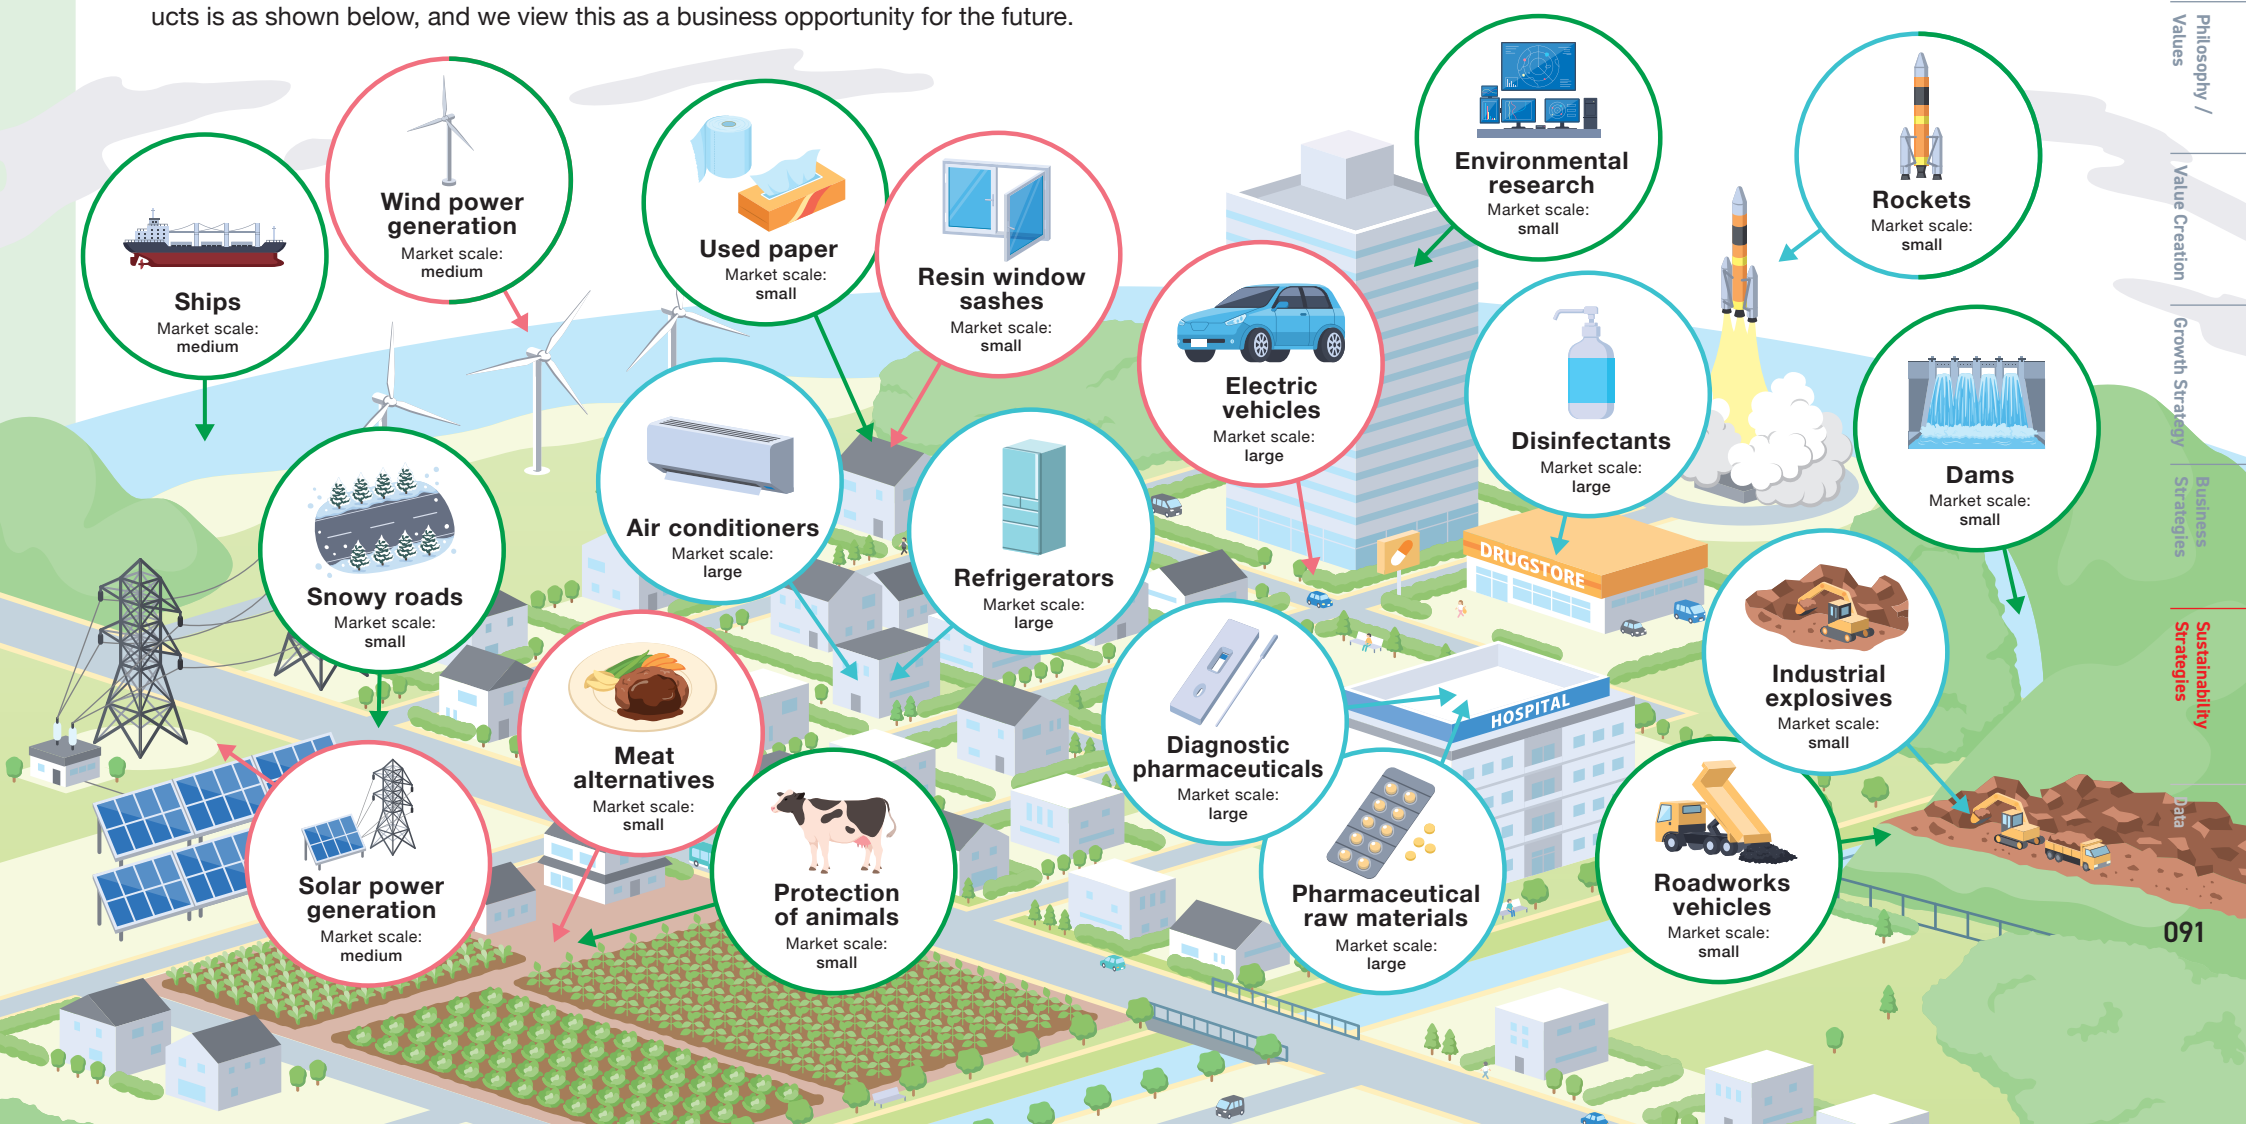 ucts is as shown below, and we view this as a business opportunity for the future.
Ships
Market scale:
medium
Wind power
generation
Market scale:
medium
Used paper
Market scale:
small
Resin window
sashes
Market scale:
small
Environmental
research
Market scale:
small
Rockets
Market scale:
small
Electric
vehicles
Market scale:
large
Disinfectants
Market scale:
large
Dams
Market scale:
small
Snowy roads
Market scale:
small
Air conditioners
Market scale:
large
Refrigerators
Market scale:
large
DRUGSTORE
Meat
alternatives
Market scale:
small
Diagnostic
pharmaceuticals
Market scale:
large
HOSPITAL
Industrial
explosives
Market scale:
small
Solar power
generation
Market scale:
medium
Protection
of animals
Market scale:
small
Pharmaceutical
raw materials
Market scale:
large
Roadworks
vehicles
Market scale:
small
Philosophy /
Values
Value Creation
Growth Strategy
Business
Strategies
Sustainability
Strategies
Data
091